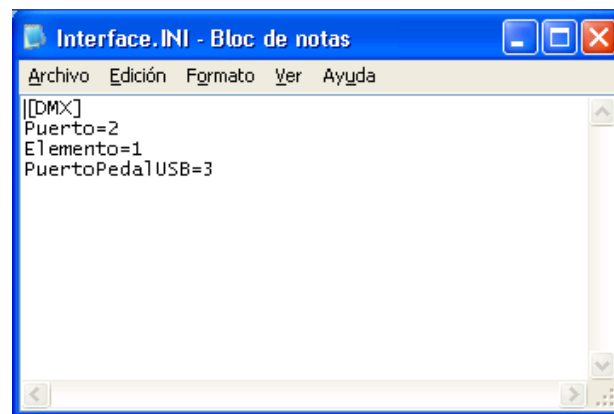 Interface.INI - Bloc de notas
Archivo Edición Formato Ver Ayuda
[DMX]
Puerto=2
Elemento=1
PuertoPedalUSB=3